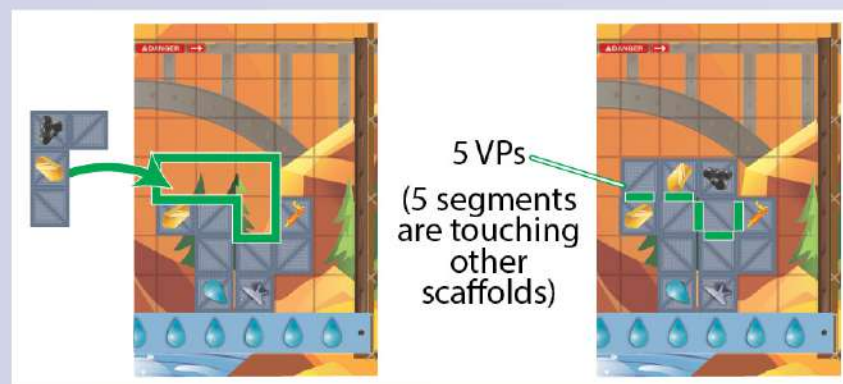 ⚠DANGER →
⚠DANGER →
5 VPs
(5 segments
are touching
other
scaffolds)